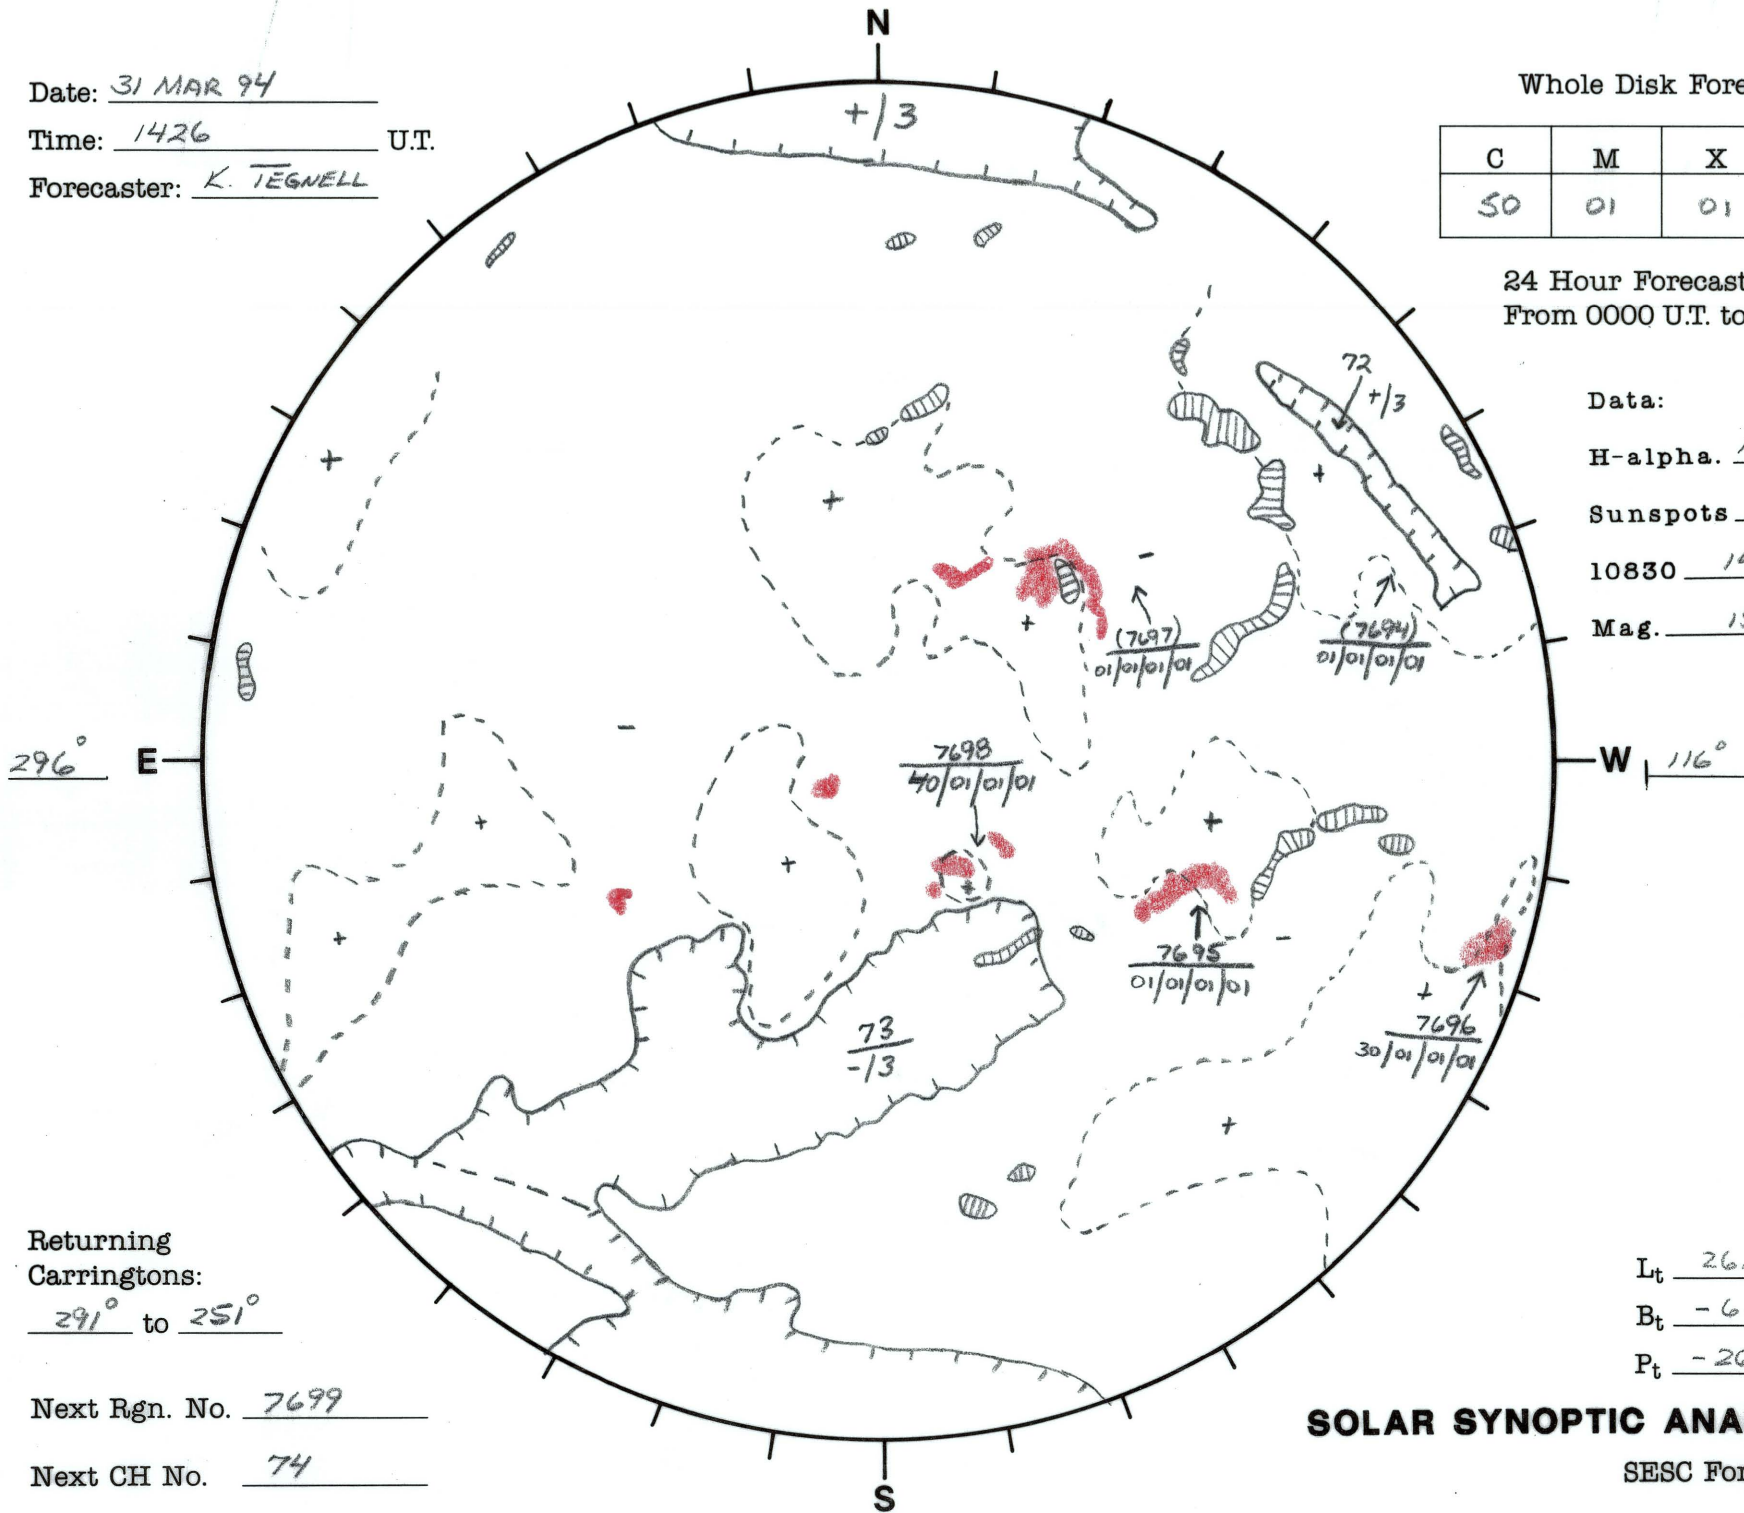 N
Date: 31 MAR 94
Time: 1426 U.T.
Forecaster: K. TEGNELL
+/3
Whole Disk Fore
C M X
50 01 01
24 Hour Forecast
From 0000 U.T. to
72
+/3
Data:
H-alpha.
Sunspots
10830
Mag.
+
+
+
-
+
(7697)
01/01/01/01
(7694)
01/01/01/01
-
296° E
7698
40/01/01/01
W 116°
+
+
+
+
+
7695
01/01/01/01
-
+
7696
30/01/01/01
73
-/3
+
Returning
Carringtons:
291° to 251°
Lt 26
Bt -6
Pt -26
Next Rgn. No. 7699
Next CH No. 74
SOLAR SYNOPTIC ANA
SESC For
S